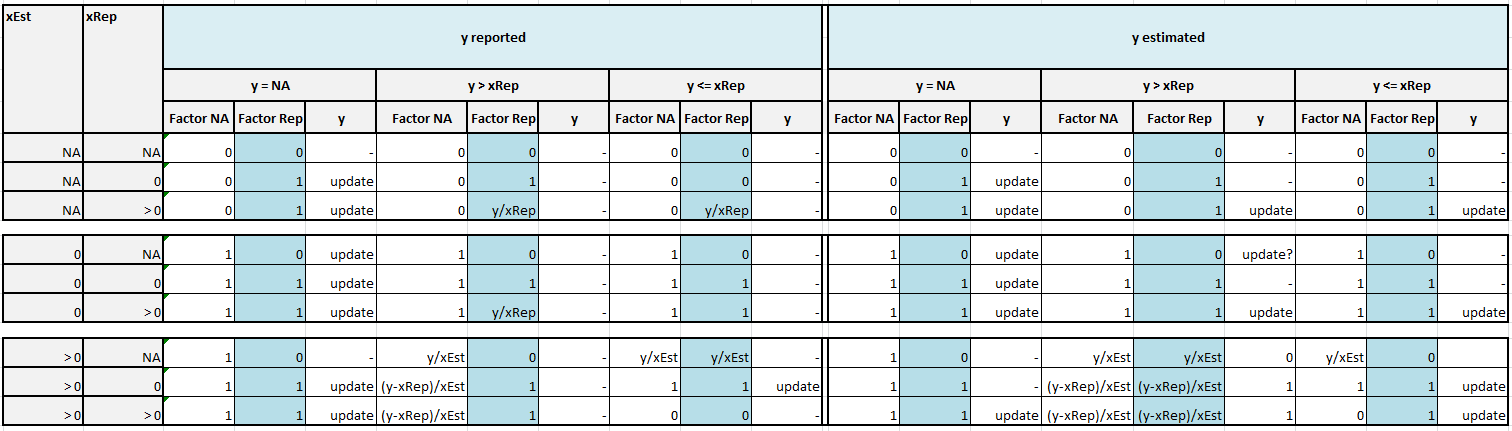 xEst xRep
y reported y estimated
y = NA y > xRep y <= xRep y = NA y > xRep y <= xRep
Factor NA Factor Rep y Factor NA Factor Rep y Factor NA Factor Rep y Factor NA Factor Rep y Factor NA Factor Rep y Factor NA Factor Rep y
NA NA 0 0 - 0 0 - 0 0 - 0 0 - 0 0 - 0 0 -
NA 0 0 1 update 0 1 - 0 0 - 0 1 update 0 1 - 0 1 -
NA > 0 0 1 update 0 y/xRep - 0 y/xRep - 0 1 update 0 1 update 0 1 update
0 NA 1 0 update 1 0 - 1 0 - 1 0 update 1 0 update? 1 0 -
0 0 1 1 update 1 1 - 1 1 - 1 1 update 1 1 - 1 1 -
0 > 0 1 1 update 1 y/xRep - 1 1 - 1 1 update 1 1 update 1 1 update
> 0 NA 1 0 - y/xEst 0 - y/xEst y/xEst - 1 0 - y/xEst y/xEst 0 y/xEst 0
> 0 0 1 1 update (y-xRep)/xEst 1 - 1 1 update 1 1 - (y-xRep)/xEst (y-xRep)/xEst 1 1 1 update
> 0 > 0 1 1 update (y-xRep)/xEst 1 - 0 0 - 1 1 update (y-xRep)/xEst (y-xRep)/xEst 1 0 1 update